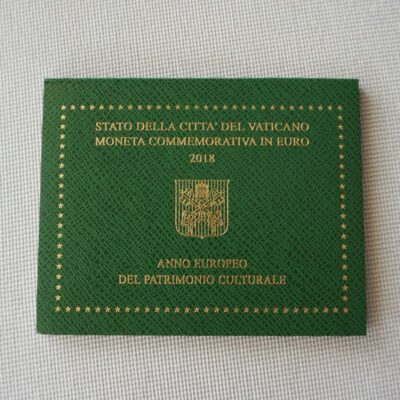 STATO DELLA CITTA' DEL VATICANO
MONETA COMMEMORATIVA IN EURO
2018
ANNO EUROPEO
DEL PATRIMONIO CULTURALE